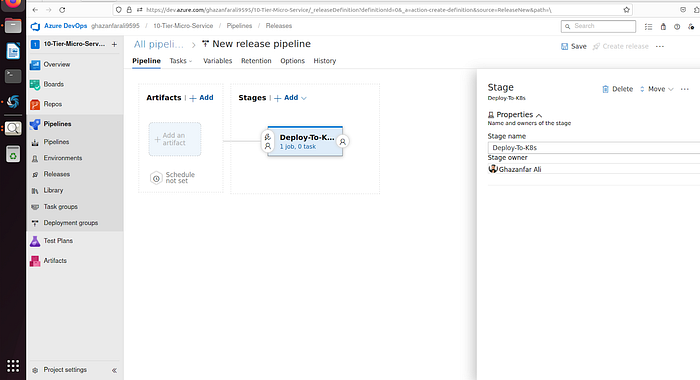 https://dev.azure.com/ghazanfarali9595/10-Tier-Micro-Service/_releaseDefinition?definitionId=0&_a=action-create-definition&source=ReleaseNew&path=\
Azure DevOps
ghazanfarali9595 / 10-Tier-Micro-Service / Pipelines / Releases
Search
1 10-Tier-Micro-Serv... +
All pipeli... > New release pipeline
Save
Create release
Pipeline Tasks Variables Retention Options History
Overview
Boards
Repos
Pipelines
Pipelines
Environments
Releases
Library
Task groups
Deployment groups
Test Plans
Artifacts
Project settings
Artifacts | + Add
+ Add an
artifact
Schedule
not set
Stages | + Add
Deploy-To-K...
1 job, 0 task
Stage
Deploy-To-K8s
Delete
Move
Properties
Name and owners of the stage
Stage name
Deploy-To-K8s
Stage owner
Ghazanfar Ali